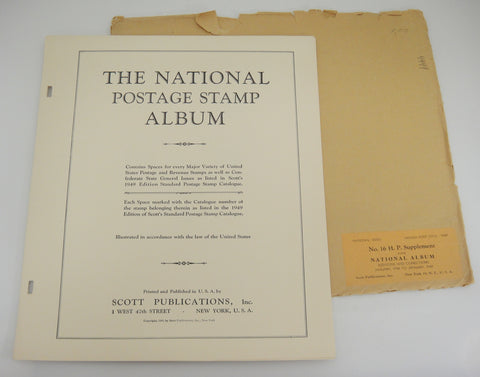 THE NATIONAL
POSTAGE STAMP
ALBUM
Contains Spaces for every Major Variety of United
States Postage and Revenue Stamps as well as Con-
federate State General Issues as listed in Scott's
1949 Edition Standard Postage Stamp Catalogue.
Each Space marked with the Catalogue number of
the stamp belonging therein as listed in the 1949
Edition of Scott's Standard Postage Stamp Catalogue.
Illustrated in accordance with the law of the United States
Printed and Published in U. S. A. by
SCOTT PUBLICATIONS, Inc.
1 WEST 47th STREET - NEW YORK, U. S. A.
No. 16 H. P. Supplement
NATIONAL ALBUM